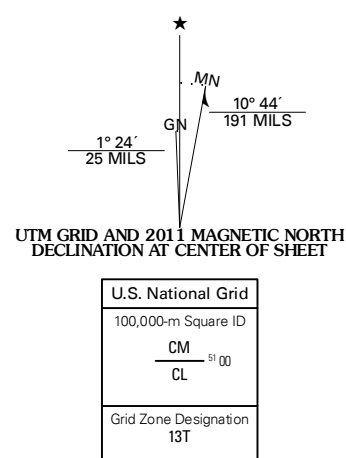 ★
MN
10° 44´
191 MILS
GN
1° 24´
25 MILS
UTM GRID AND 2011 MAGNETIC NORTH
DECLINATION AT CENTER OF SHEET
U.S. National Grid
100,000-m Square ID
CM
51 00
CL
Grid Zone Designation
13T